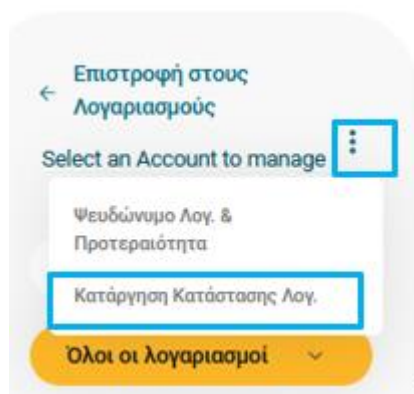 Επιστροφή στους
Λογαριασμούς
Select an Account to manage
Ψευδώνυμο Λογ. &
Προτεραιότητα
Κατάργηση Κατάστασης Λογ.
Όλοι οι λογαριασμοί